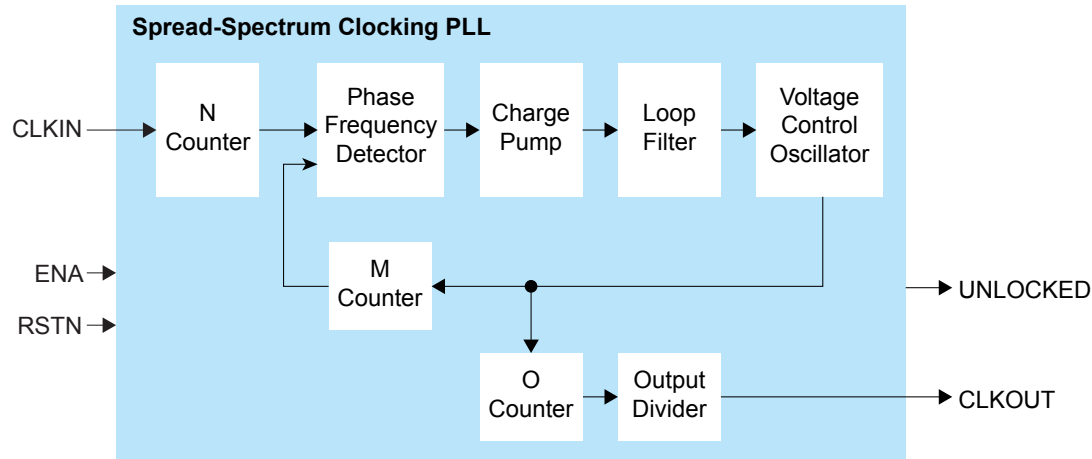 Spread-Spectrum Clocking PLL
CLKIN
N
Counter
Phase
Frequency
Detector
Charge
Pump
Loop
Filter
Voltage
Control
Oscillator
ENA
RSTN
M
Counter
UNLOCKED
O
Counter
Output
Divider
CLKOUT